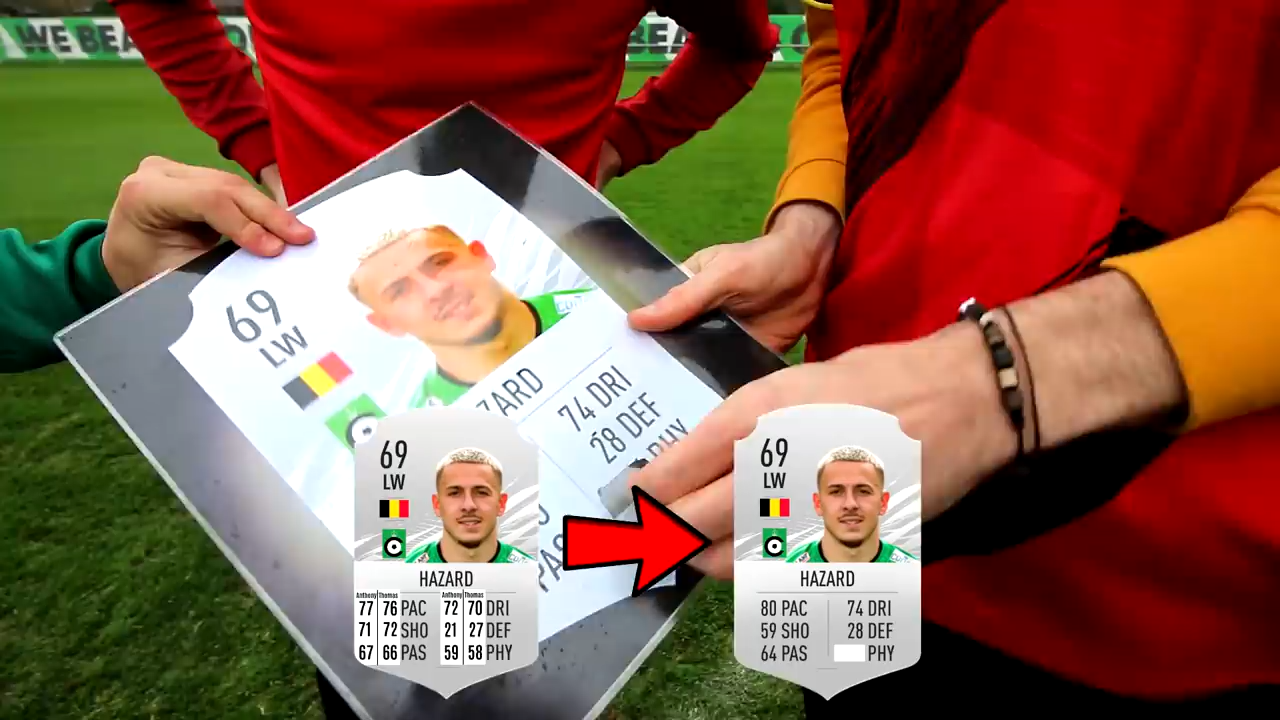 WE BEA
69
LW
ZARD
74 DRI
28 DEF
PHY
PAS
69
LW
HAZARD
Anthony Thomas Anthony Thomas
77 76 PAC 72 70 DRI
71 72 SHO 21 27 DEF
67 66 PAS 59 58 PHY
69
LW
HAZARD
80 PAC 74 DRI
59 SHO 28 DEF
64 PAS PHY